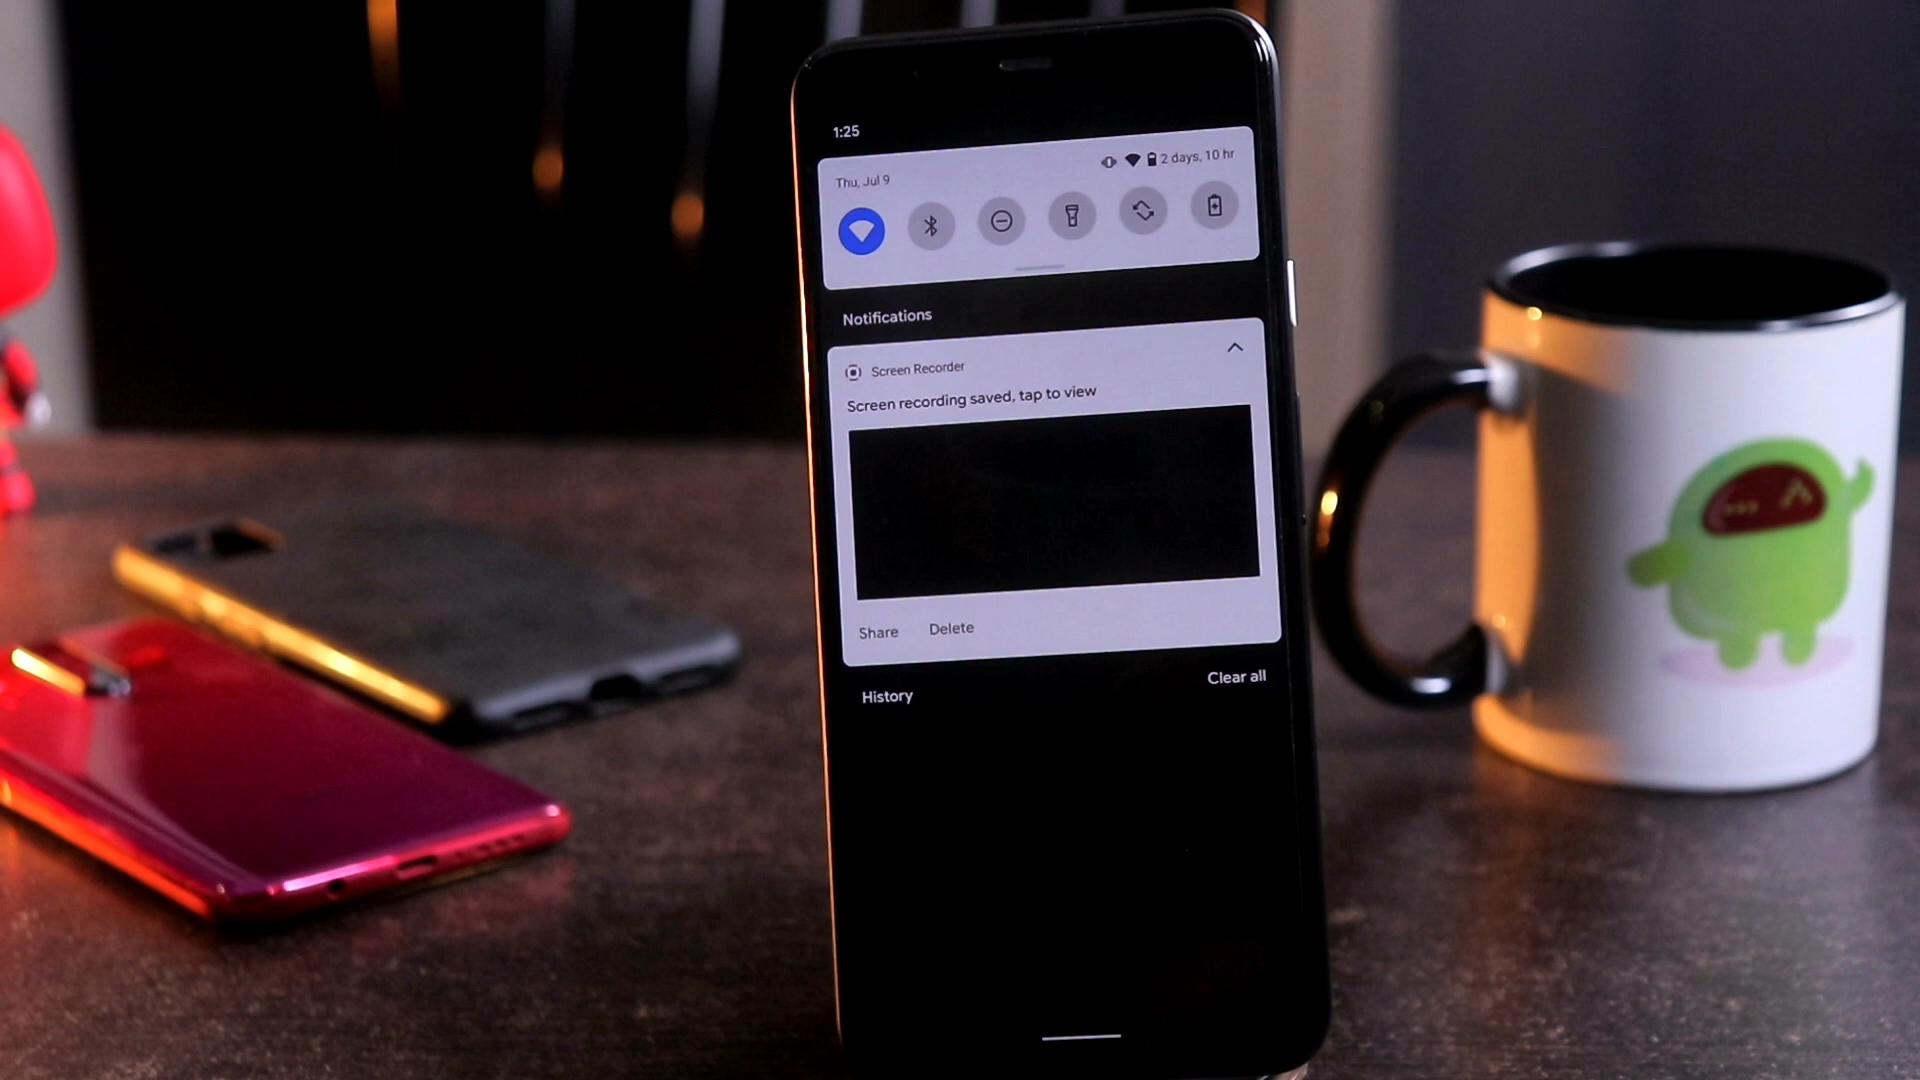 1:25
2 days, 10 hr
Thu, Jul 9
Notifications
Screen Recorder
Screen recording saved, tap to view
Share Delete
History Clear all